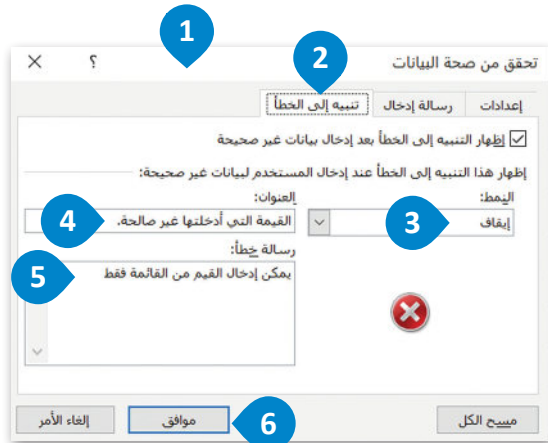 1
2
تحقق من صحة البيانات
؟
إعدادات
رسالة إدخال
تنبيه إلى الخطأ
إظهار التنبيه إلى الخطأ بعد إدخال بيانات غير صحيحة
إظهار هذا التنبيه إلى الخطأ عند إدخال المستخدم لبيانات غير صحيحة:
النمط:
العنوان:
إيقاف
3
القيمة التي أدخلتها غير صالحة.
4
رسالة خطأ:
يمكن إدخال القيم من القائمة فقط
5
مسح الكل
6
موافق
إلغاء الأمر